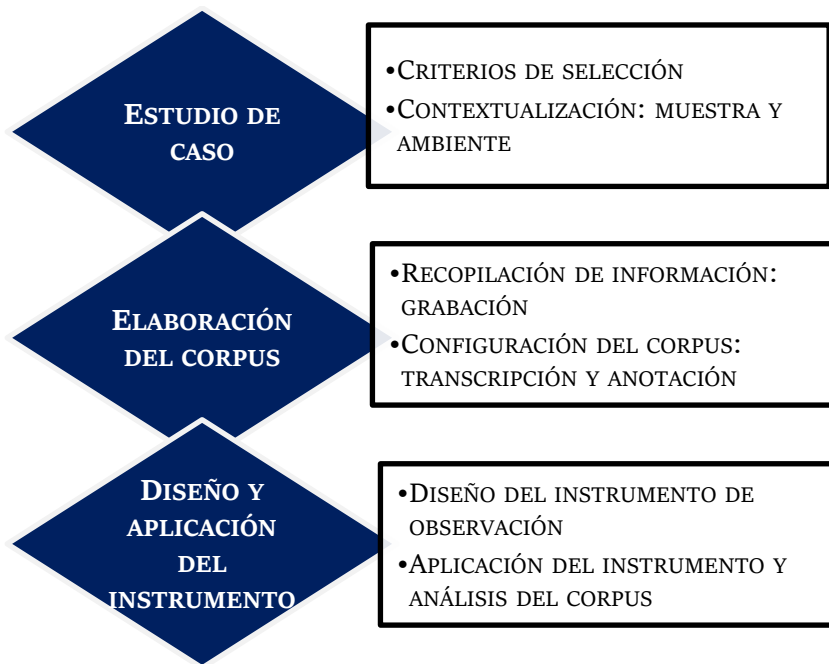 ESTUDIO DE
CASO
•CRITERIOS DE SELECCIÓN
•CONTEXTUALIZACIÓN: MUESTRA Y
AMBIENTE
ELABORACIÓN
DEL CORPUS
•RECOPILACIÓN DE INFORMACIÓN:
GRABACIÓN
•CONFIGURACIÓN DEL CORPUS:
TRANSCRIPCIÓN Y ANOTACIÓN
DISEÑO Y
APLICACIÓN
DEL
INSTRUMENTO
•DISEÑO DEL INSTRUMENTO DE
OBSERVACIÓN
•APLICACIÓN DEL INSTRUMENTO Y
ANÁLISIS DEL CORPUS